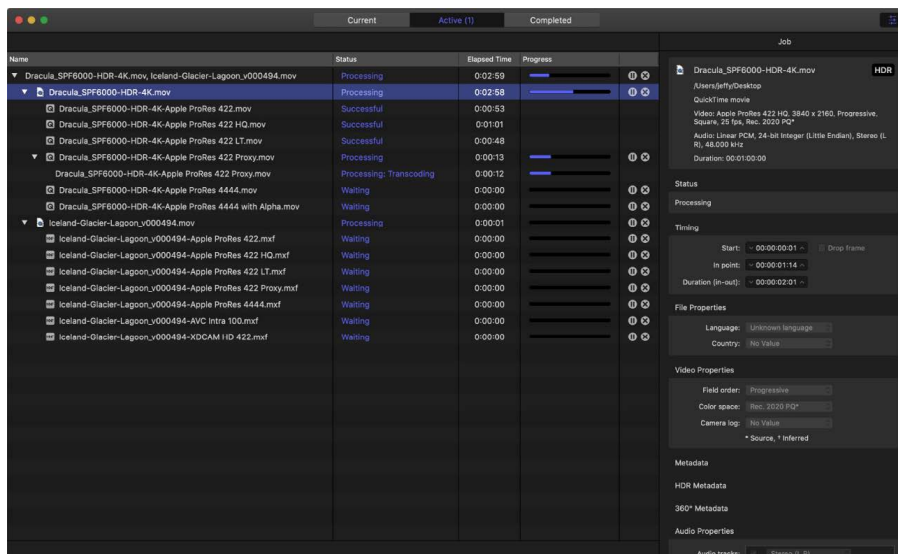 Current Active (1) Completed
Job
Name Status Elapsed Time Progress
Dracula_SPF6000-HDR-4K.mov, Iceland-Glacier-Lagoon_v000494.mov Processing 0:02:59
Dracula_SPF6000-HDR-4K.mov Processing 0:02:58
Dracula_SPF6000-HDR-4K-Apple ProRes 422.mov Successful 0:00:53
Dracula_SPF6000-HDR-4K-Apple ProRes 422 HQ.mov Successful 0:01:01
Dracula_SPF6000-HDR-4K-Apple ProRes 422 LT.mov Successful 0:00:48
Dracula_SPF6000-HDR-4K-Apple ProRes 422 Proxy.mov Processing 0:00:13
Dracula_SPF6000-HDR-4K-Apple ProRes 422 Proxy.mov Processing: Transcoding 0:00:12
Dracula_SPF6000-HDR-4K-Apple ProRes 4444.mov Waiting 0:00:00
Dracula_SPF6000-HDR-4K-Apple ProRes 4444 with Alpha.mov Waiting 0:00:00
Iceland-Glacier-Lagoon_v000494.mov Processing 0:00:01
Iceland-Glacier-Lagoon_v000494-Apple ProRes 422.mxf Waiting 0:00:00
Iceland-Glacier-Lagoon_v000494-Apple ProRes 422 HQ.mxf Waiting 0:00:00
Iceland-Glacier-Lagoon_v000494-Apple ProRes 422 LT.mxf Waiting 0:00:00
Iceland-Glacier-Lagoon_v000494-Apple ProRes 422 Proxy.mxf Waiting 0:00:00
Iceland-Glacier-Lagoon_v000494-Apple ProRes 4444.mxf Waiting 0:00:00
Iceland-Glacier-Lagoon_v000494-AVC Intra 100.mxf Waiting 0:00:00
Iceland-Glacier-Lagoon_v000494-XDCAM HD 422.mxf Waiting 0:00:00
Dracula_SPF6000-HDR-4K.mov HDR
/Users/jeffy/Desktop
QuickTime movie
Video: Apple ProRes 422 HQ, 3840 x 2160, Progressive,
Square, 25 fps, Rec. 2020 PQ*
Audio: Linear PCM, 24-bit Integer (Little Endian), Stereo (L
R), 48.000 kHz
Duration: 00:01:00:00
Status
Processing
Timing
Start: 00:00:00:01 Drop frame
In point: 00:00:01:14
Duration (in-out): 00:00:02:01
File Properties
Language: Unknown language
Country: No Value
Video Properties
Field order: Progressive
Color space: Rec. 2020 PQ*
Camera log: No Value
* Source, † Inferred
Metadata
HDR Metadata
360° Metadata
Audio Properties
Audio tracks: Stereo (L R)